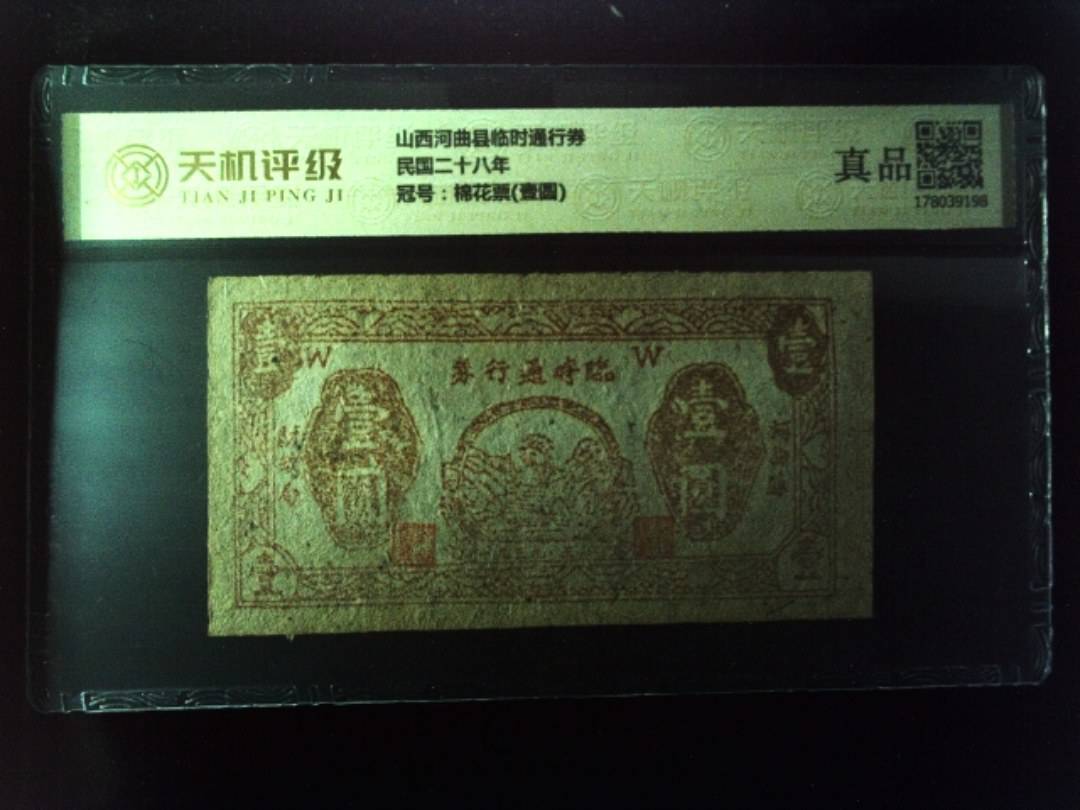 天机评级
TIAN JI PING JI
山西河曲县临时通行券
民国二十八年
冠号：棉花票(壹圆)
真品
178039198
壹 壹
W W
券行通時臨
壹圓 壹圓
壹 壹